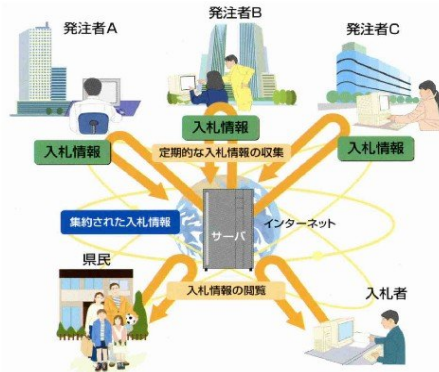 発注者A
発注者B
発注者C
入札情報
入札情報
入札情報
定期的な入札情報の収集
集約された入札情報
サーバ
インターネット
県民
入札情報の閲覧
入札者